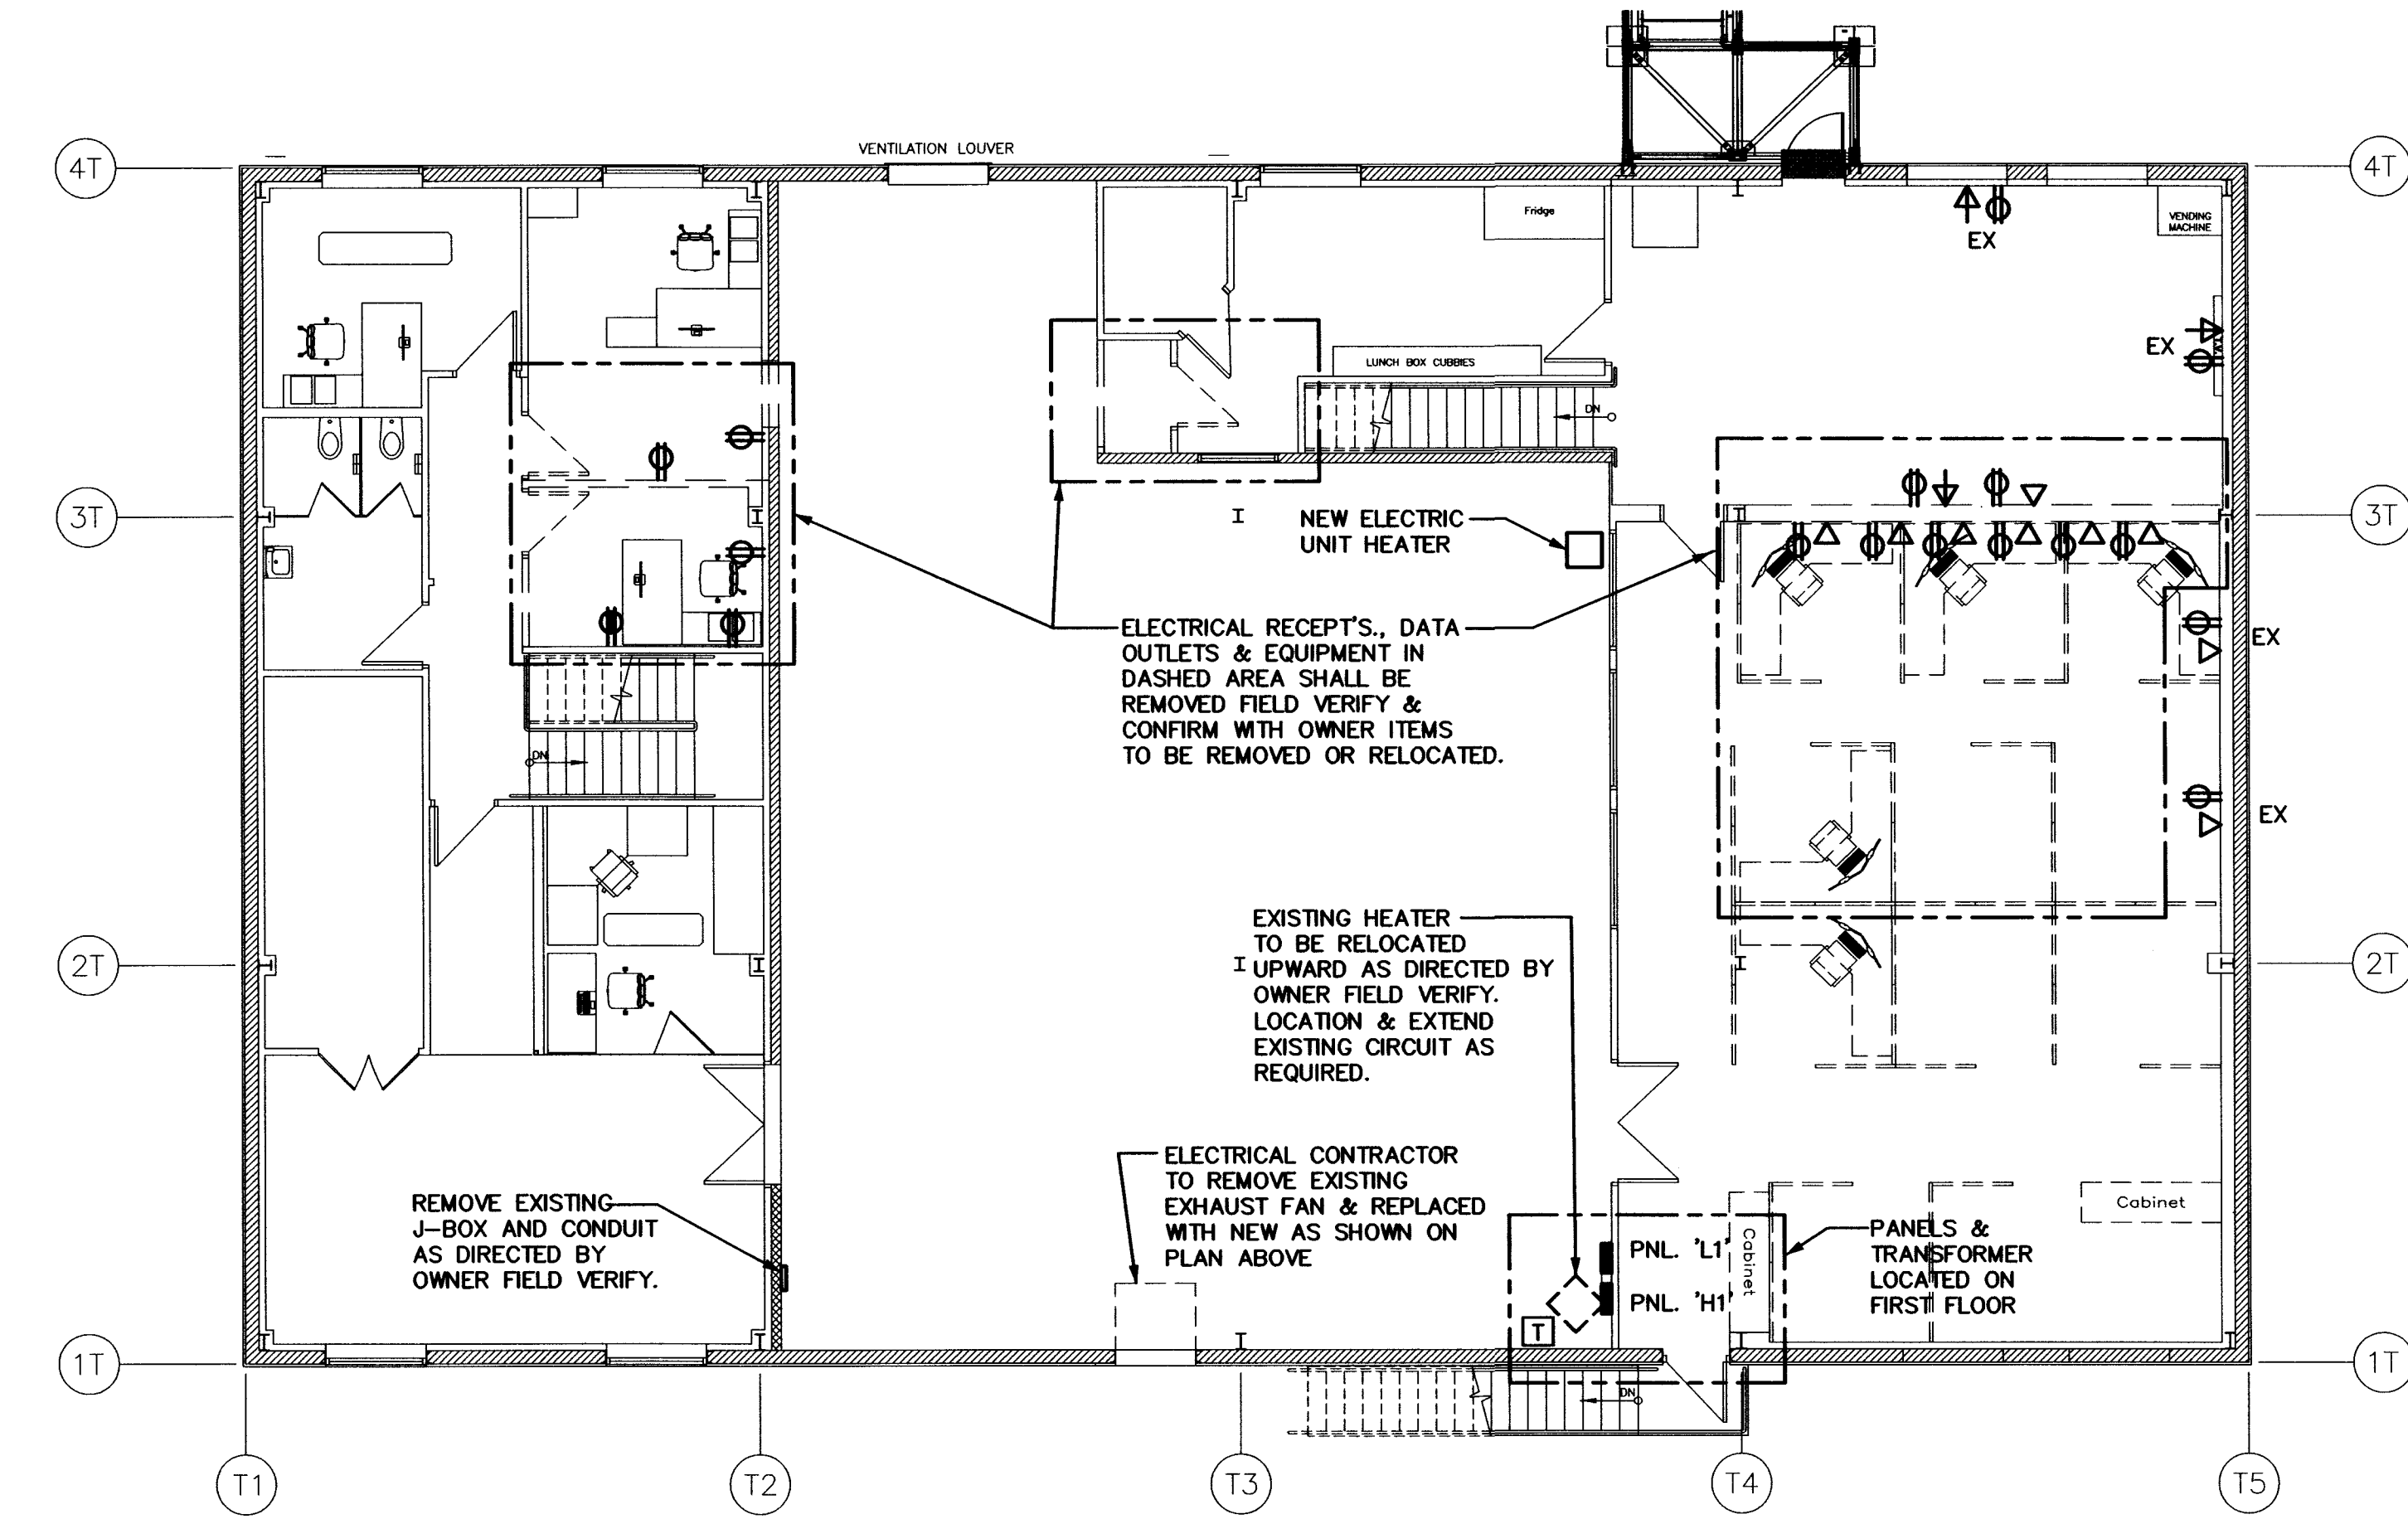 VENTILATION LOUVER
4T
4T
Fridge
VENDING
MACHINE
EX
EX
T.V.
LUNCH BOX CUBBIES
DN
3T
3T
NEW ELECTRIC
UNIT HEATER
ELECTRICAL RECEPT'S., DATA
OUTLETS & EQUIPMENT IN
DASHED AREA SHALL BE
REMOVED FIELD VERIFY &
CONFIRM WITH OWNER ITEMS
TO BE REMOVED OR RELOCATED.
EX
DN
EX
EXISTING HEATER
TO BE RELOCATED
UPWARD AS DIRECTED BY
OWNER FIELD VERIFY.
LOCATION & EXTEND
EXISTING CIRCUIT AS
REQUIRED.
2T
2T
ELECTRICAL CONTRACTOR
TO REMOVE EXISTING
EXHAUST FAN & REPLACED
WITH NEW AS SHOWN ON
PLAN ABOVE
REMOVE EXISTING
J-BOX AND CONDUIT
AS DIRECTED BY
OWNER FIELD VERIFY.
Cabinet
PNL. 'L1'
PNL. 'H1'
Cabinet
PANELS &
TRANSFORMER
LOCATED ON
FIRST FLOOR
T
1T
1T
DN
T1
T2
T3
T4
T5